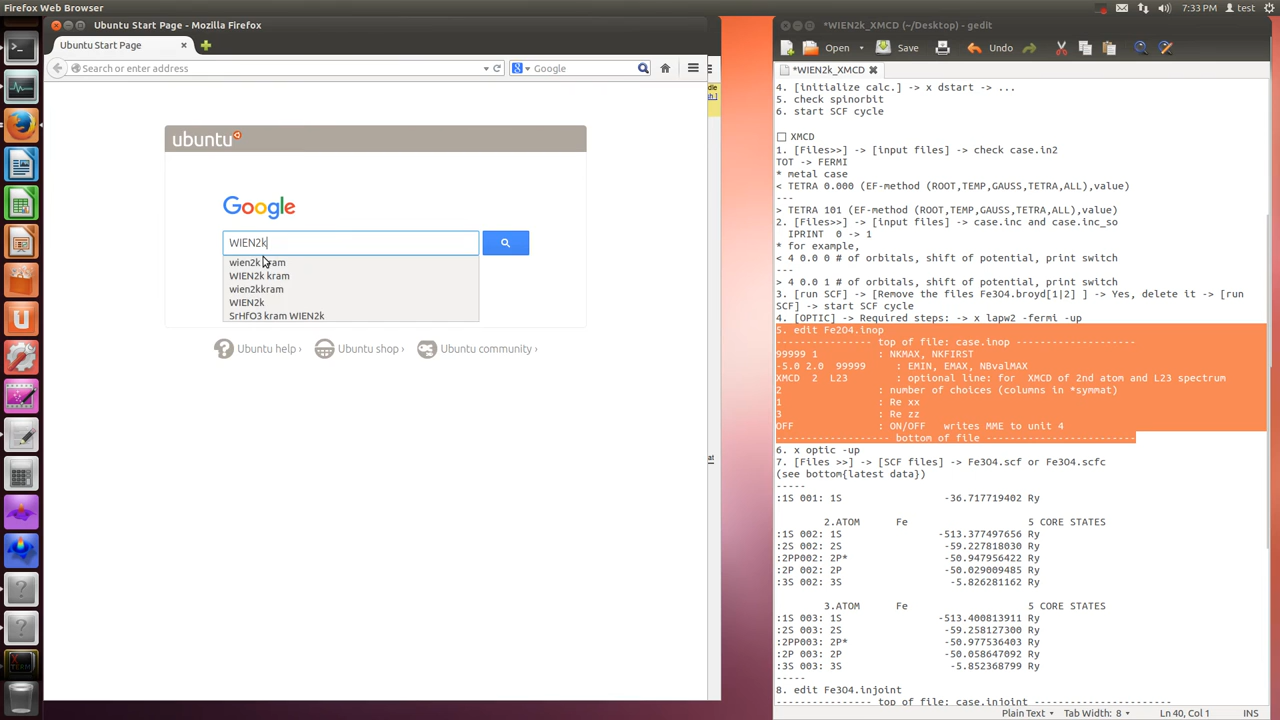 Firefox Web Browser
7:33 PM
test
Ubuntu Start Page - Mozilla Firefox
Ubuntu Start Page
Search or enter address
Google
ubuntu
Google
WIEN2k
wien2k kram
WIEN2k kram
wien2kkram
WIEN2k
SrHfO3 kram WIEN2k
Ubuntu help ›
Ubuntu shop ›
Ubuntu community ›
*WIEN2k_XMCD (~/Desktop) - gedit
Open
Save
Undo
*WIEN2k_XMCD
4. [initialize calc.] -> x dstart -> ...
5. check spinorbit
6. start SCF cycle
□ XMCD
1. [Files>>] -> [input files] -> check case.in2
TOT -> FERMI
* metal case
< TETRA 0.000 (EF-method (ROOT,TEMP,GAUSS,TETRA,ALL),value)
---
> TETRA 101 (EF-method (ROOT,TEMP,GAUSS,TETRA,ALL),value)
2. [Files>>] -> [input files] -> case.inc and case.inc_so
IPRINT 0 -> 1
* for example,
< 4 0.0 0 # of orbitals, shift of potential, print switch
---
> 4 0.0 1 # of orbitals, shift of potential, print switch
3. [run SCF] -> [Remove the files Fe3O4.broyd[1|2] ] -> Yes, delete it -> [run
SCF] -> start SCF cycle
4. [OPTIC] -> Required steps: -> x lapw2 -fermi -up
5. edit Fe2O4.inop
------------------ top of file: case.inop --------------------
99999 1 : NKMAX, NKFIRST
-5.0 2.0 99999 : EMIN, EMAX, NBvalMAX
XMCD 2 L23 : optional line: for XMCD of 2nd atom and L23 spectrum
2 : number of choices (columns in *symmat)
1 : Re xx
3 : Re zz
OFF : ON/OFF writes MME to unit 4
------------------- bottom of file ------------------------
6. x optic -up
7. [Files >>] -> [SCF files] -> Fe3O4.scf or Fe3O4.scfc
(see bottom{latest data})
-----
:1S 001: 1S -36.717719402 Ry
2.ATOM Fe 5 CORE STATES
:1S 002: 1S -513.377497656 Ry
:2S 002: 2S -59.227818030 Ry
:2PP002: 2P* -50.947956422 Ry
:2P 002: 2P -50.029009485 Ry
:3S 002: 3S -5.826281162 Ry
3.ATOM Fe 5 CORE STATES
:1S 003: 1S -513.400813911 Ry
:2S 003: 2S -59.258127300 Ry
:2PP003: 2P* -50.977536403 Ry
:2P 003: 2P -50.058647092 Ry
:3S 003: 3S -5.852368799 Ry
-----
8. edit Fe3O4.injoint
------------------ top of file: case.injoint -------------------
Plain Text
Tab Width: 8
Ln 40, Col 1
INS